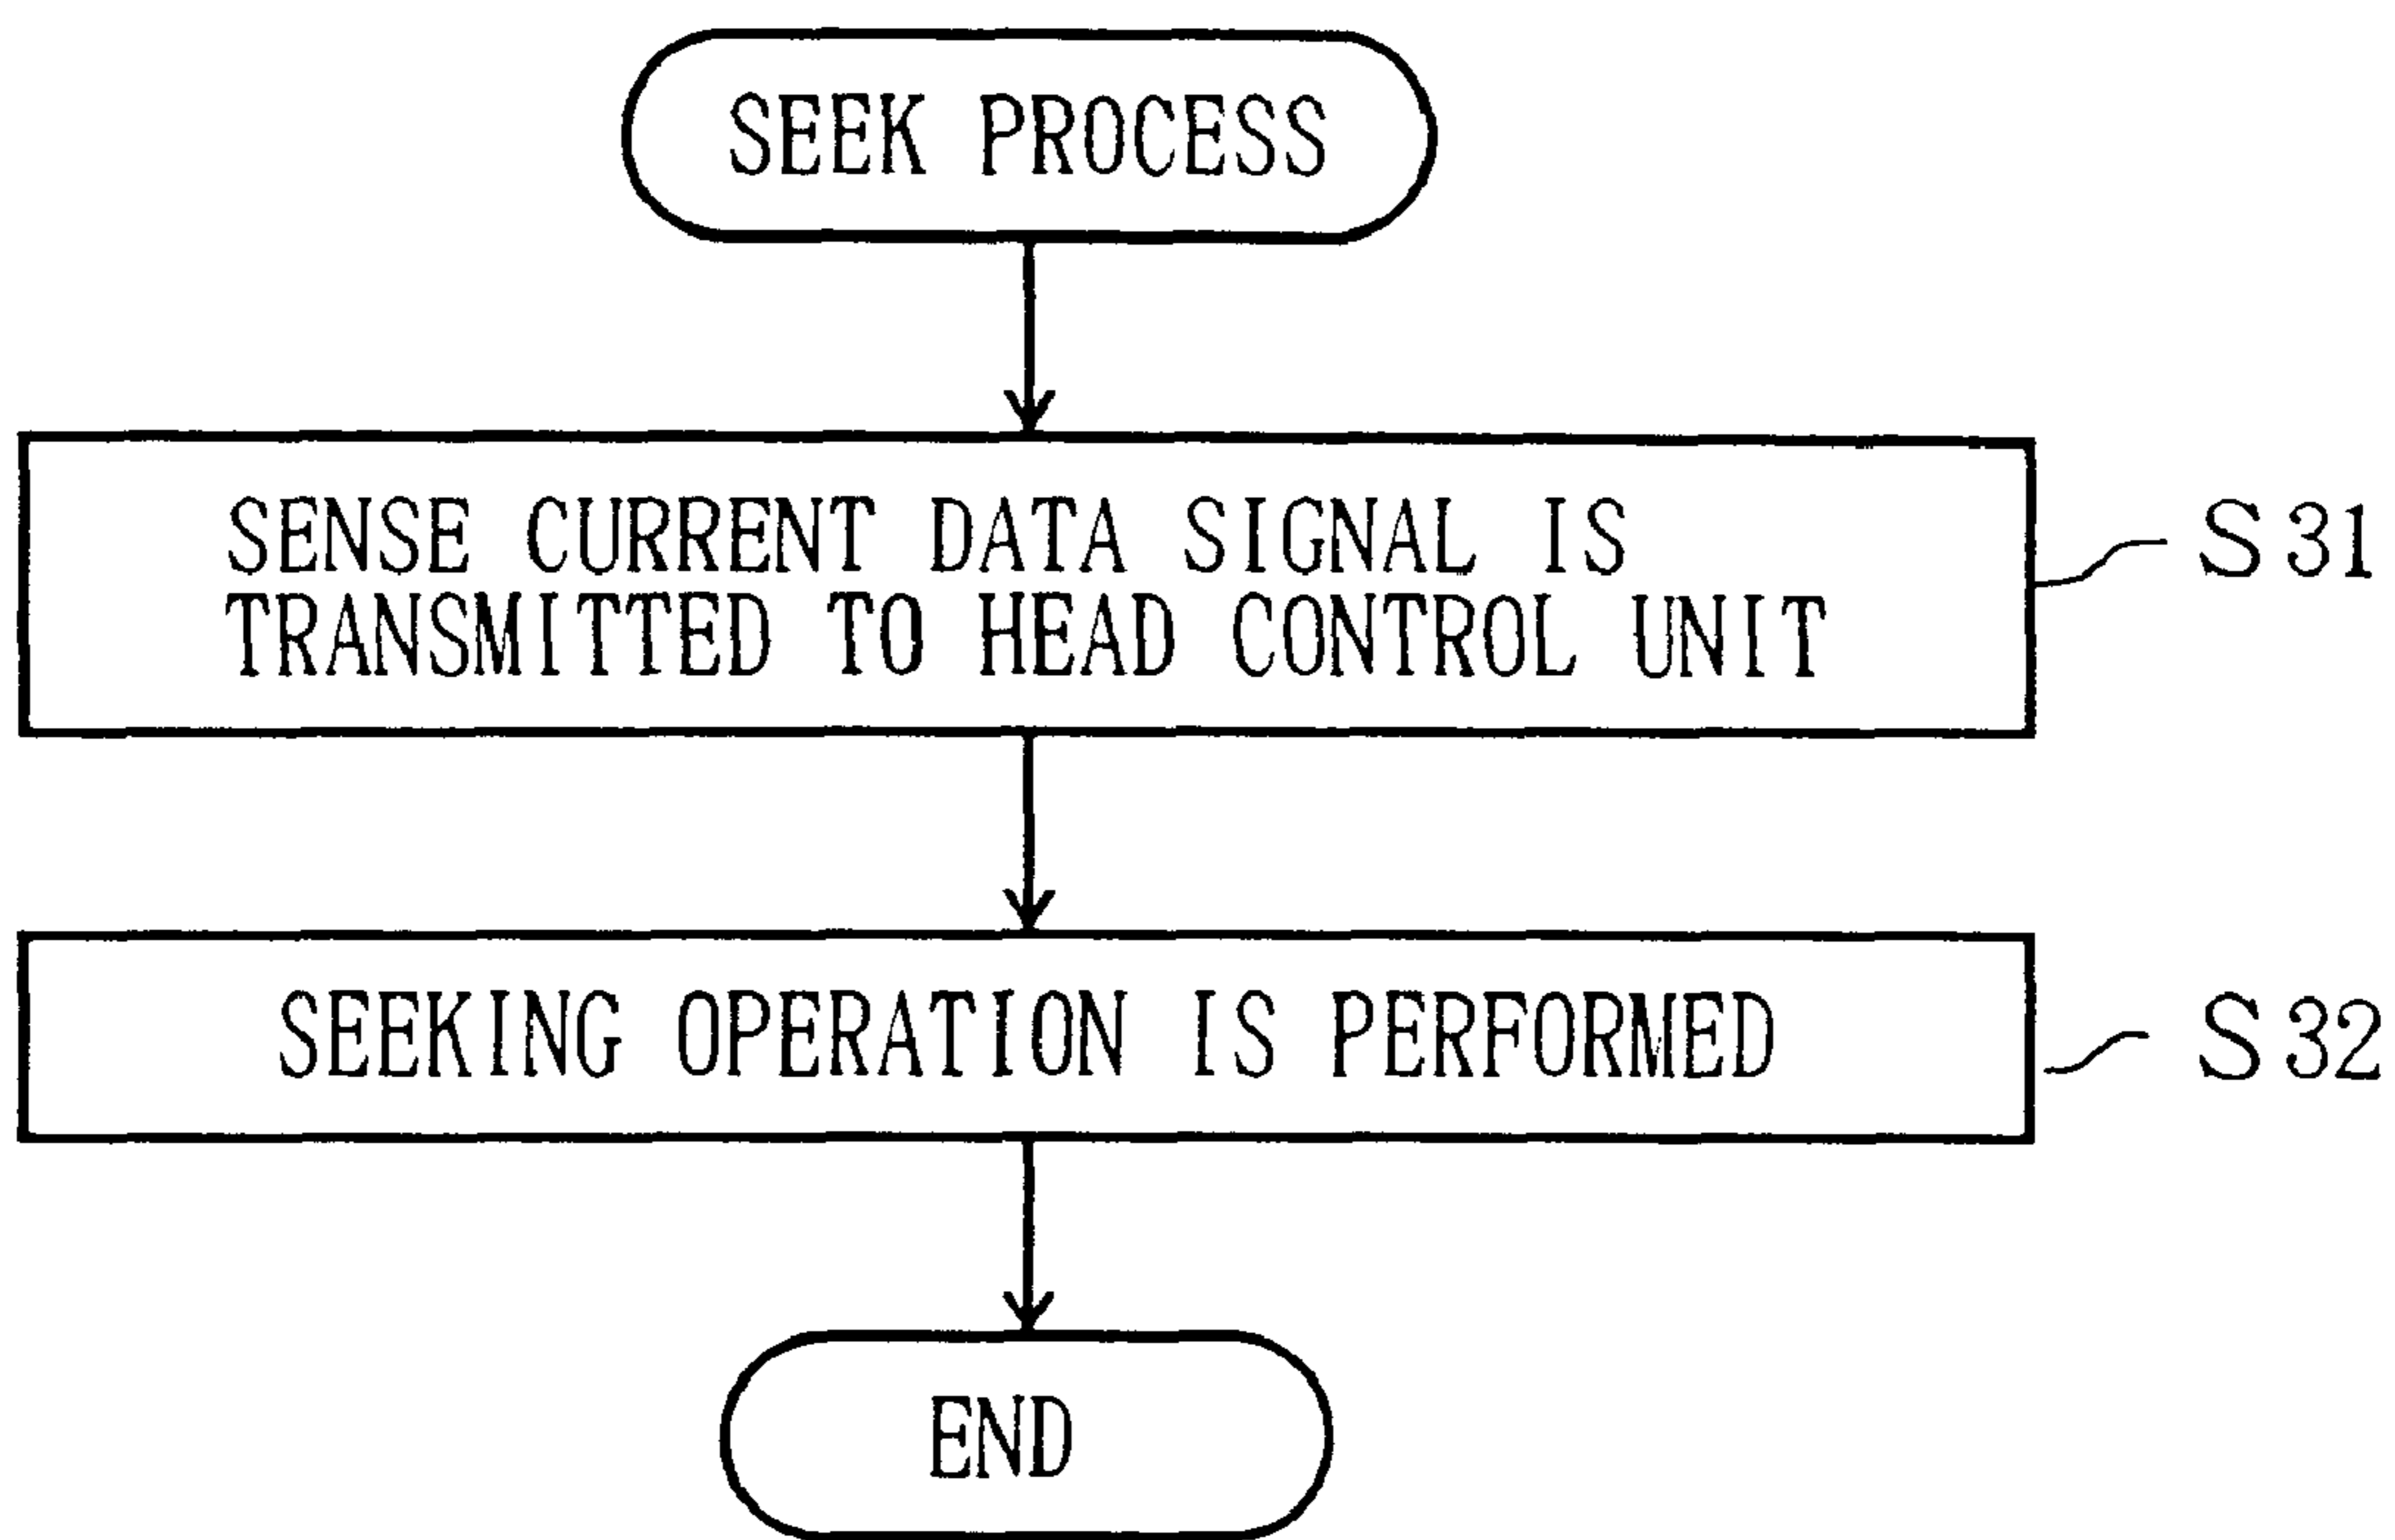 SEEK PROCESS
SENSE CURRENT DATA SIGNAL IS
TRANSMITTED TO HEAD CONTROL UNIT
S31
SEEKING OPERATION IS PERFORMED
S32
END